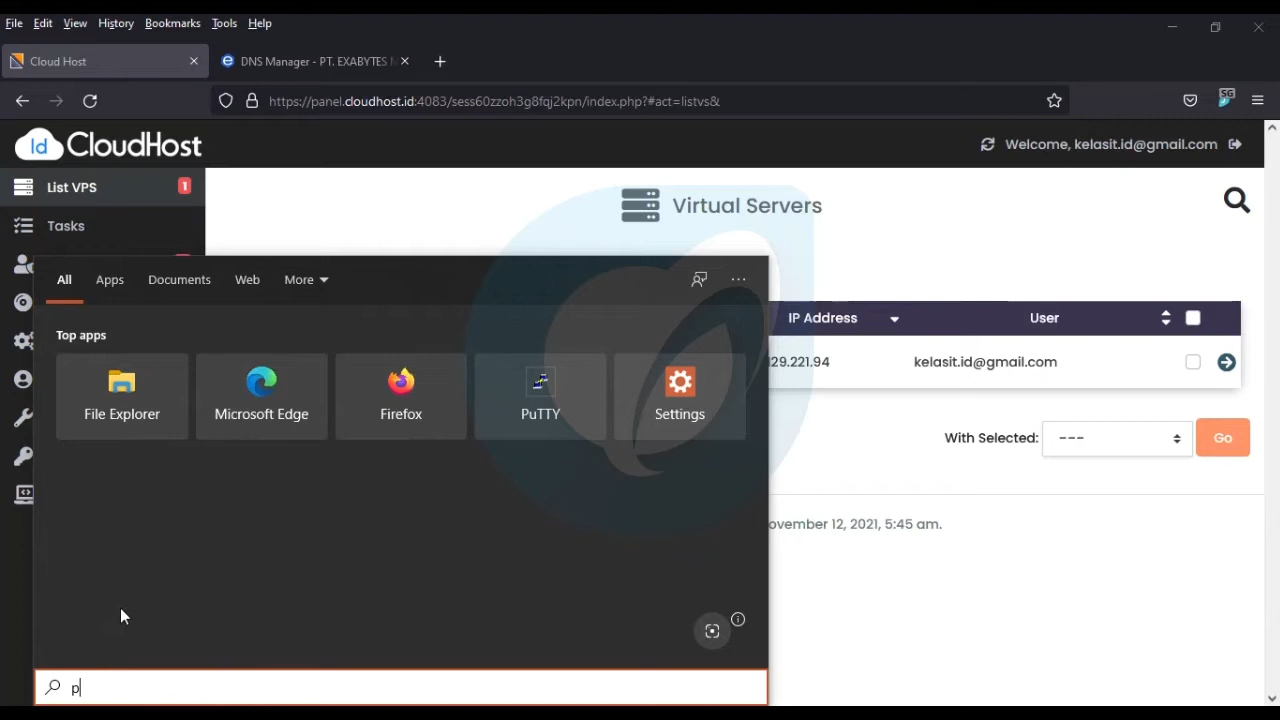 File Edit View History Bookmarks Tools Help
Cloud Host
DNS Manager - PT. EXABYTES
https://panel.cloudhost.id:4083/sess60zzoh3g8fqj2kpn/index.php?#act=listvs&
SG
Id CloudHost
Welcome, kelasit.id@gmail.com
List VPS 1
Virtual Servers
Tasks
All Apps Documents Web More
Top apps
File Explorer Microsoft Edge Firefox PuTTY Settings
IP Address User
29.221.94 kelasit.id@gmail.com
With Selected: --- Go
ovember 12, 2021, 5:45 am.
p